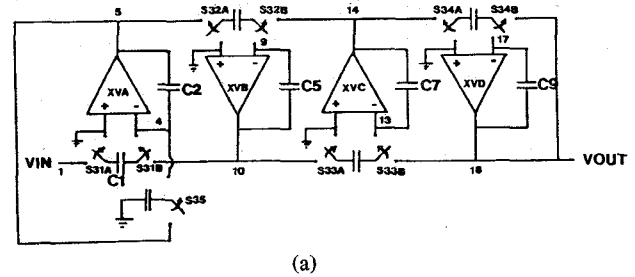 5 S32A S32B 14 S34A S34B
9 17
XVA C2 XVB C5 XVC C7 XVD C9
+ - + - + - + -
4 13
VIN 1 S31A C1 S31B 10 S33A S33B 18 VOUT
S35
(a)